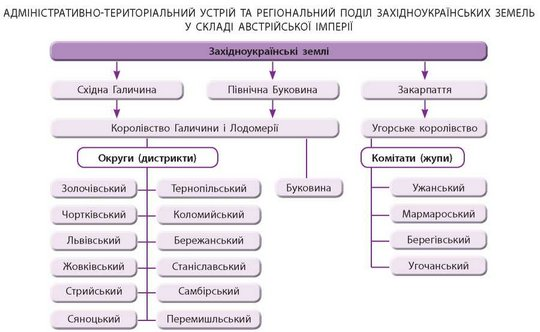 АДМІНІСТРАТИВНО-ТЕРИТОРІАЛЬНИЙ УСТРІЙ ТА РЕГІОНАЛЬНИЙ ПОДІЛ ЗАХІДНОУКРАЇНСЬКИХ ЗЕМЕЛЬ
У СКЛАДІ АВСТРІЙСЬКОЇ ІМПЕРІЇ
Західноукраїнські землі
Східна Галичина
Північна Буковина
Закарпаття
Королівство Галичини і Лодомерії
Угорське королівство
Округи (дистрикти)
Комітати (жупи)
Золочівський
Тернопільський
Буковина
Ужанський
Чортківський
Коломийський
Мармароський
Львівський
Бережанський
Берегівський
Жовківський
Станіславський
Угочанський
Стрийський
Самбірський
Сяноцький
Перемишльський